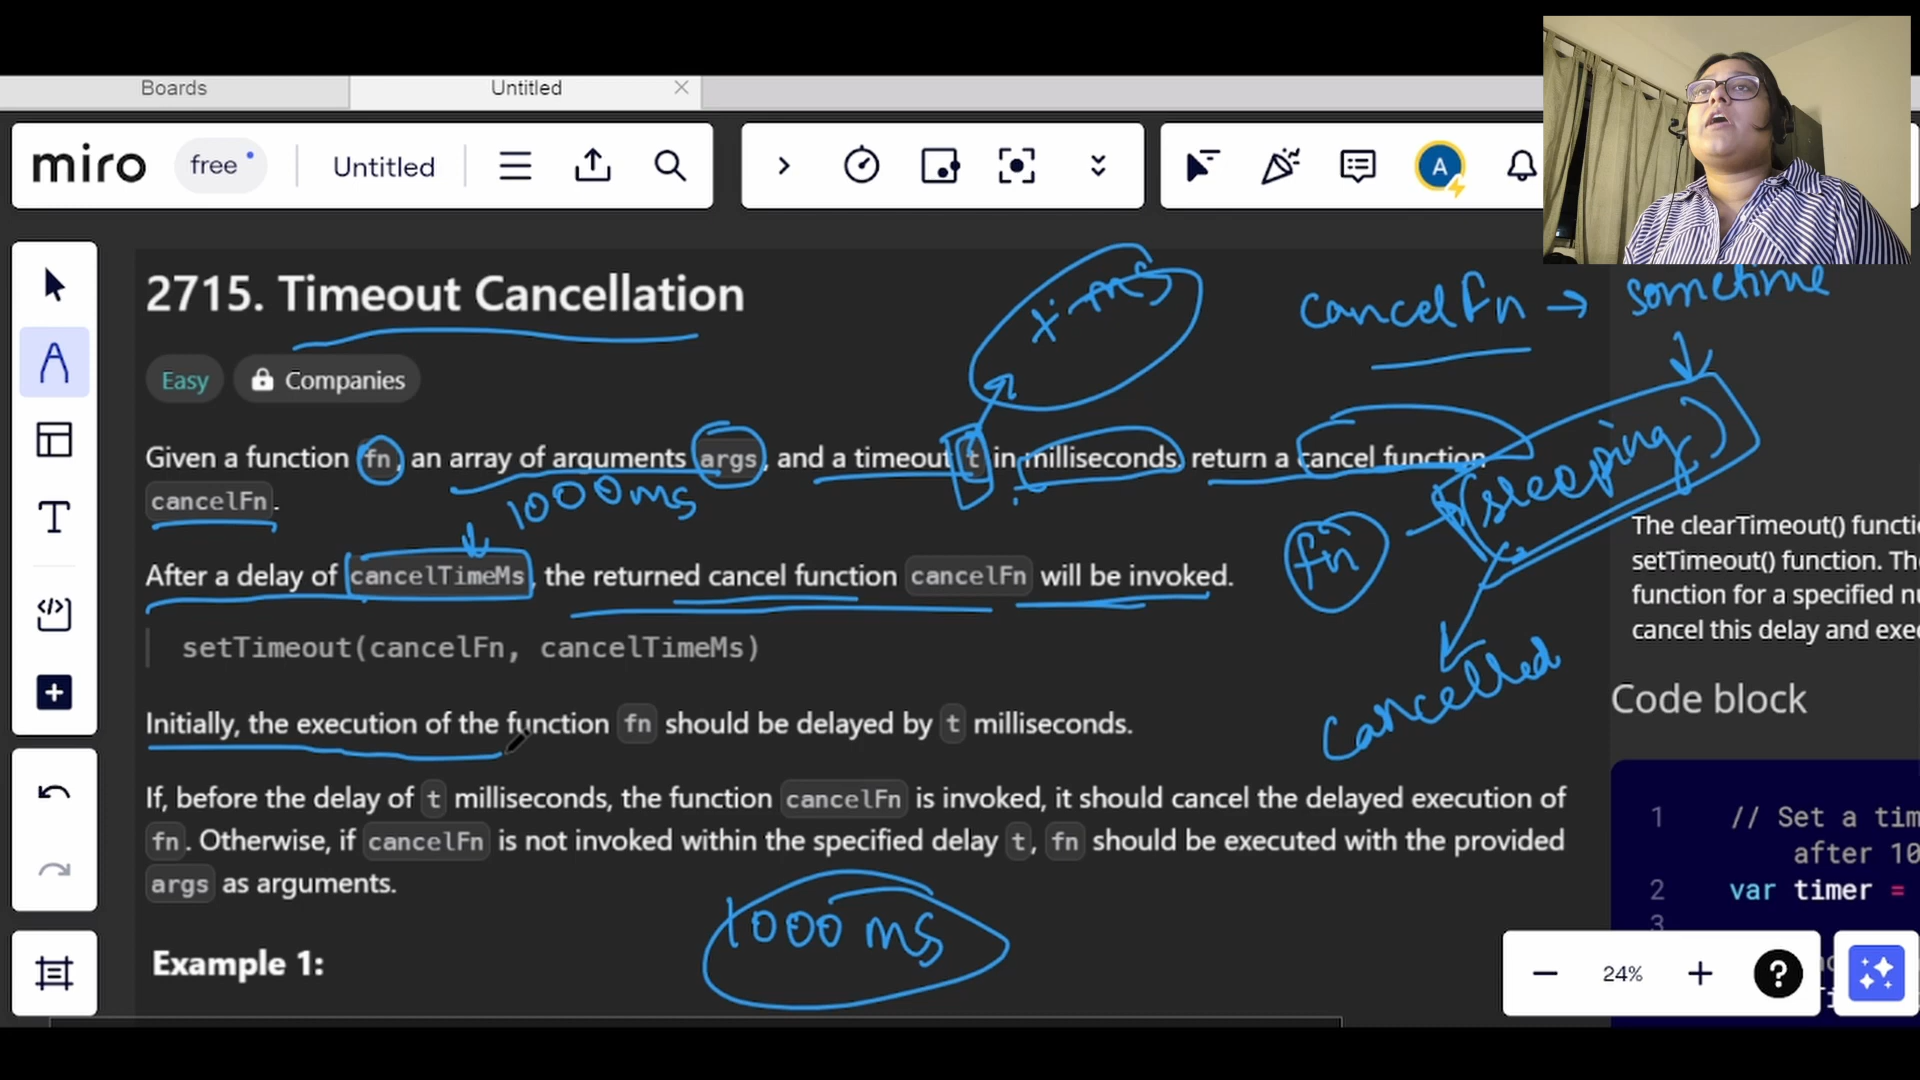 Boards
Untitled
miro
free
Untitled
A
2715. Timeout Cancellation
x ms
cancelFn → sometime
Easy
Companies
Given a function fn, an array of arguments args, and a timeout t in milliseconds, return a cancel function
cancelFn.
1000 ms
(sleeping)
fn
After a delay of cancelTimeMs, the returned cancel function cancelFn will be invoked.
setTimeout(cancelFn, cancelTimeMs)
cancelled
Initially, the execution of the function fn should be delayed by t milliseconds.
If, before the delay of t milliseconds, the function cancelFn is invoked, it should cancel the delayed execution of
fn. Otherwise, if cancelFn is not invoked within the specified delay t, fn should be executed with the provided
args as arguments.
1000 ms
Example 1:
The clearTimeout() functi
setTimeout() function. Th
function for a specified n
cancel this delay and exe
Code block
1 // Set a tim
after 10
2 var timer =
3
24%